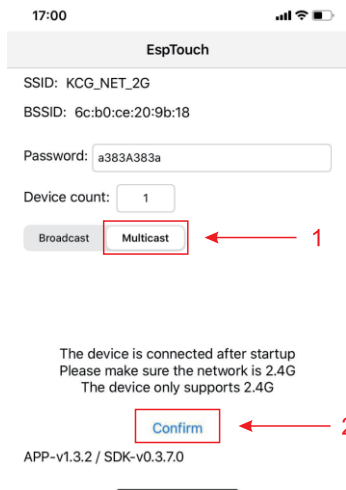 17:00
EspTouch
SSID: KCG_NET_2G
BSSID: 6c:b0:ce:20:9b:18
Password: a383A383a
Device count: 1
Broadcast Multicast 1
The device is connected after startup
Please make sure the network is 2.4G
The device only supports 2.4G
Confirm 2
APP-v1.3.2 / SDK-v0.3.7.0